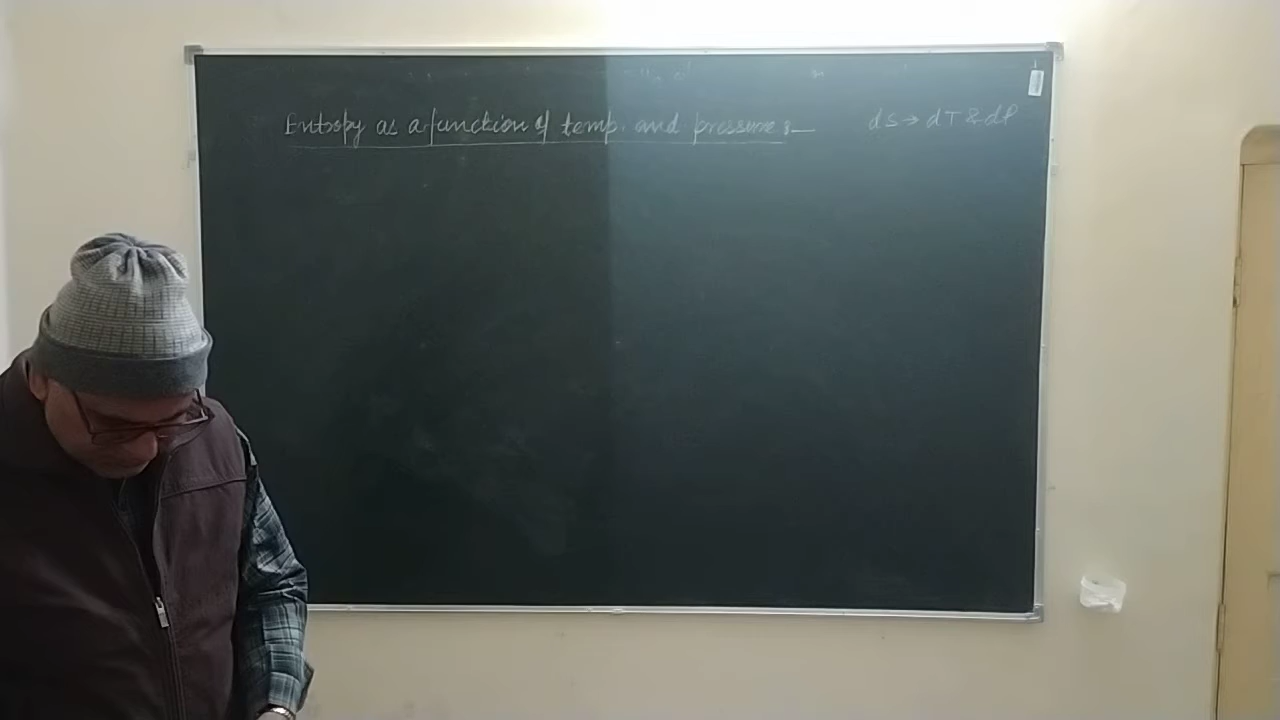 Entropy as a function of temp. and pressure :— dS → dT & dP